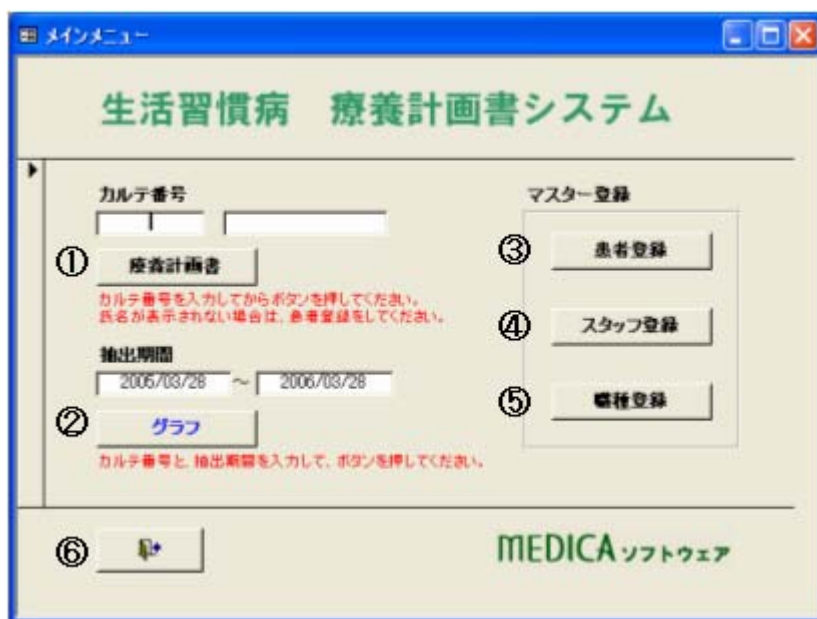 メインメニュー
生活習慣病 療養計画書システム
カルテ番号
マスター登録
① 療養計画書
カルテ番号を入力してからボタンを押してください。
氏名が表示されない場合は、患者登録をしてください。
③ 患者登録
④ スタッフ登録
抽出期間
2005/03/28 ～ 2006/03/28
⑤ 職種登録
② グラフ
カルテ番号と、抽出期間を入力して、ボタンを押してください。
⑥
MEDICA ソフトウェア